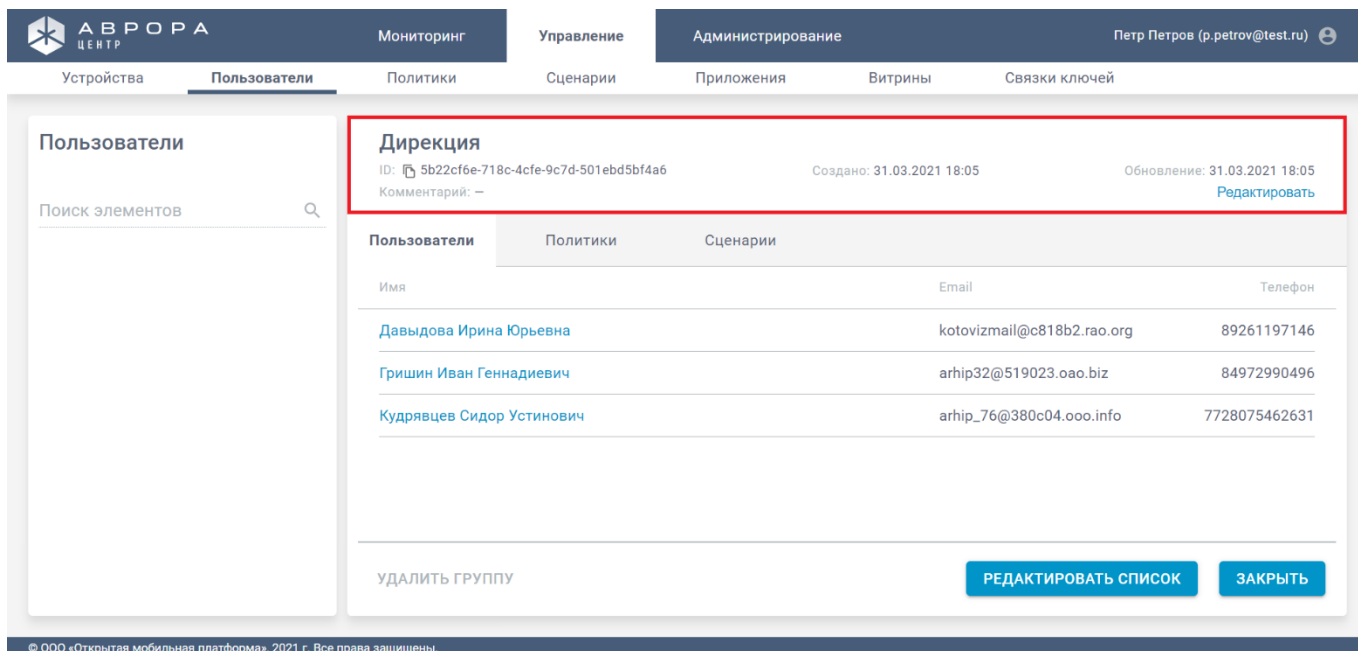 АВРОРА
ЦЕНТР
Мониторинг Управление Администрирование Петр Петров (p.petrov@test.ru)
Устройства Пользователи Политики Сценарии Приложения Витрины Связки ключей
Пользователи
Поиск элементов
Дирекция
ID: 5b22cf6e-718c-4cfe-9c7d-501ebd5bf4a6 Создано: 31.03.2021 18:05 Обновление: 31.03.2021 18:05
Комментарий: — Редактировать
Пользователи Политики Сценарии
Имя Email Телефон
Давыдова Ирина Юрьевна kotovizmail@c818b2.rao.org 89261197146
Гришин Иван Геннадиевич arhip32@519023.oao.biz 84972990496
Кудрявцев Сидор Устинович arhip_76@380c04.ooo.info 7728075462631
УДАЛИТЬ ГРУППУ РЕДАКТИРОВАТЬ СПИСОК ЗАКРЫТЬ
© ООО «Открытая мобильная платформа», 2021 г. Все права защищены.